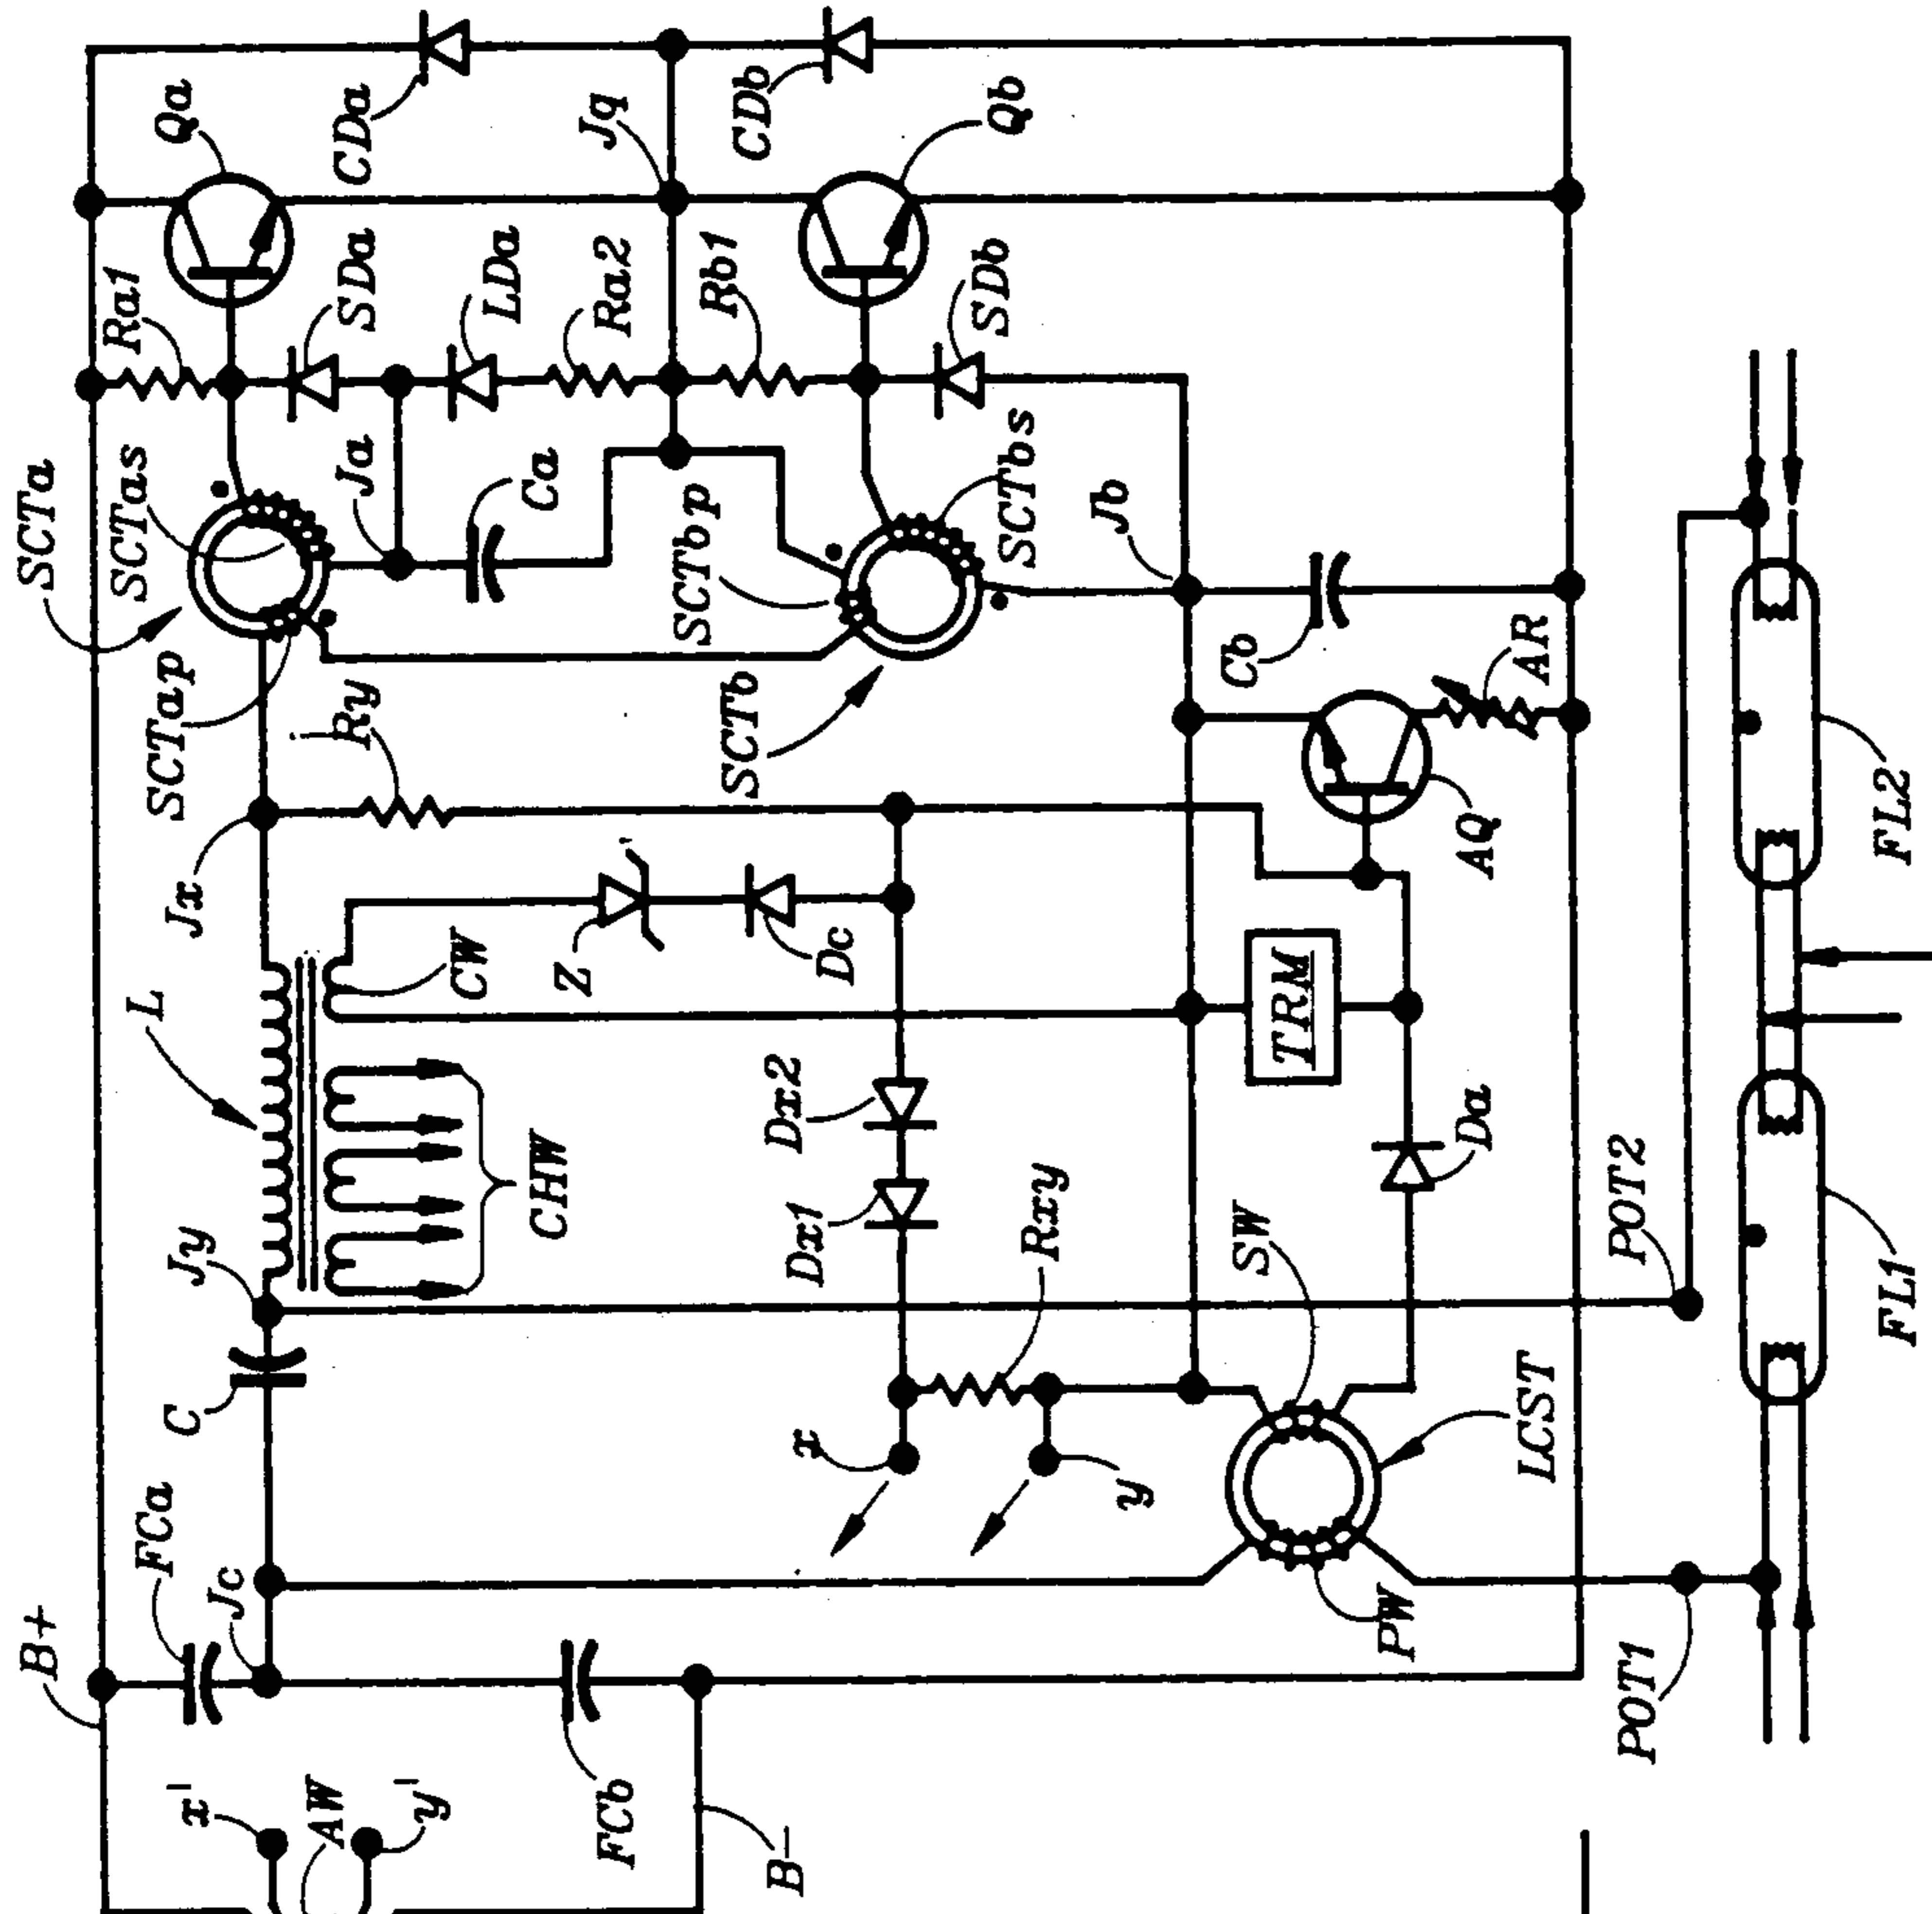 CDa
CDb
Qa
Jq
Qb
Ra1
SDa
LDa
Ra2
Rb1
SDb
SCTa
SCTas
Ja
Ca
SCTbp
SCTbs
Jb
SCTap
Ry
SCTb
Cb
AR
Jx
AQ
FL2
L
CW
Z
Dc
TRM
Dx2
CHW
Dx1
Rxy
SW
Da
POT2
Jy
C
x
y
LCST
FL1
FCa
Jc
B+
PW
POT1
x'
AW
y'
FCb
B-